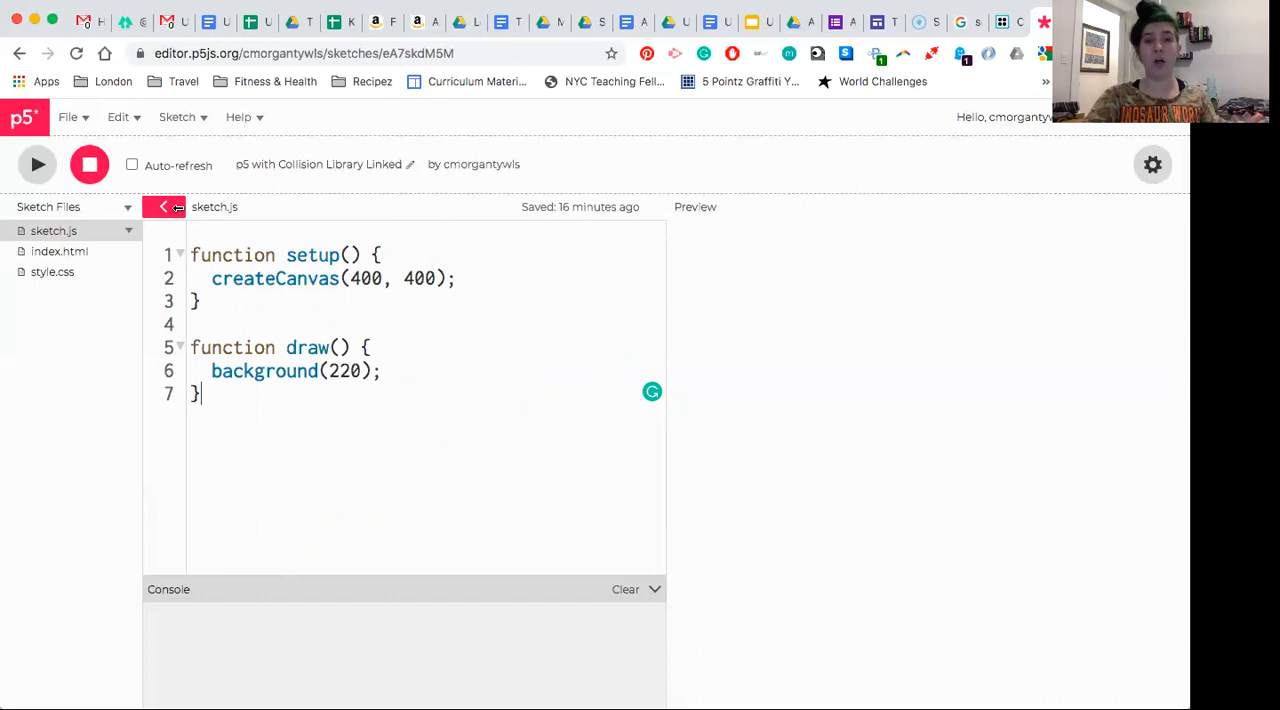 H @ U U T K F A L T M S A U U U A A T S G s C
editor.p5js.org/cmorgantywls/sketches/eA7skdM5M
Apps London Travel Fitness & Health Recipez Curriculum Materi... NYC Teaching Fell... 5 Pointz Graffiti Y... World Challenges »
p5* File Edit Sketch Help Hello, cmorgantyw
Auto-refresh p5 with Collision Library Linked by cmorgantywls
Sketch Files sketch.js Saved: 16 minutes ago Preview
sketch.js
index.html
style.css
1 function setup() {
2 createCanvas(400, 400);
3 }
4
5 function draw() {
6 background(220);
7 }
Console Clear